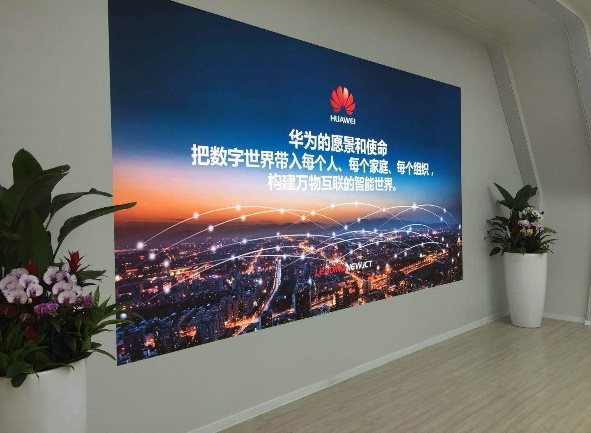 HUAWEI
华为的愿景和使命
把数字世界带入每个人、每个家庭、每个组织，
构建万物互联的智能世界。
LEADING NEW ICT